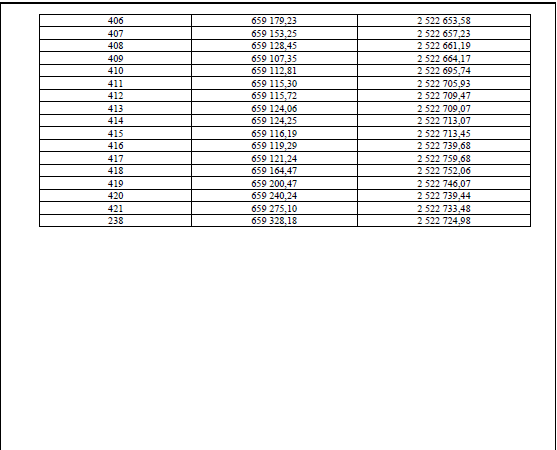 406 659 179,23 2 522 653,58
407 659 153,25 2 522 657,23
408 659 128,45 2 522 661,19
409 659 107,35 2 522 664,17
410 659 112,81 2 522 695,74
411 659 115,30 2 522 705,93
412 659 115,72 2 522 709,47
413 659 124,06 2 522 709,07
414 659 124,25 2 522 713,07
415 659 116,19 2 522 713,45
416 659 119,29 2 522 739,68
417 659 121,24 2 522 759,68
418 659 164,47 2 522 752,06
419 659 200,47 2 522 746,07
420 659 240,24 2 522 739,44
421 659 275,10 2 522 733,48
238 659 328,18 2 522 724,98